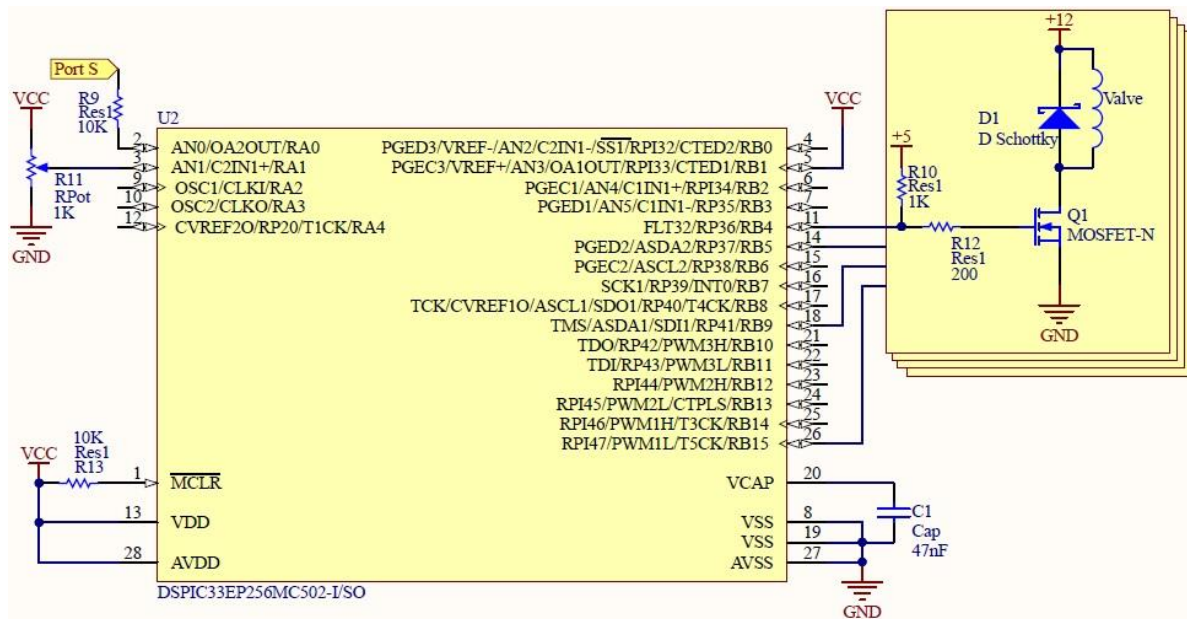 Port S
VCC
R9
Res1
10K
R11
RPot
1K
GND
U2
2 AN0/OA2OUT/RA0
3 AN1/C2IN1+/RA1
9 OSC1/CLKI/RA2
10 OSC2/CLKO/RA3
12 CVREF2O/RP20/T1CK/RA4
PGED3/VREF-/AN2/C2IN1-/SS1/RPI32/CTED2/RB0 4
PGEC3/VREF+/AN3/OA1OUT/RPI33/CTED1/RB1 5
PGEC1/AN4/C1IN1+/RPI34/RB2 6
PGED1/AN5/C1IN1-/RP35/RB3 7
FLT32/RP36/RB4 11
PGED2/ASDA2/RP37/RB5 14
PGEC2/ASCL2/RP38/RB6 15
SCK1/RP39/INT0/RB7 16
TCK/CVREF1O/ASCL1/SDO1/RP40/T4CK/RB8 17
TMS/ASDA1/SDI1/RP41/RB9 18
TDO/RP42/PWM3H/RB10 21
TDI/RP43/PWM3L/RB11 22
RPI44/PWM2H/RB12 23
RPI45/PWM2L/CTPLS/RB13 24
RPI46/PWM1H/T3CK/RB14 25
RPI47/PWM1L/T5CK/RB15 26
VCC
10K
Res1
R13
VCC
1 MCLR
13 VDD
28 AVDD
VCAP 20
VSS 8
VSS 19
AVSS 27
C1
Cap
47nF
GND
DSPIC33EP256MC502-I/SO
+12
D1
D Schottky
Valve
+5
R10
Res1
1K
R12
Res1
200
Q1
MOSFET-N
GND